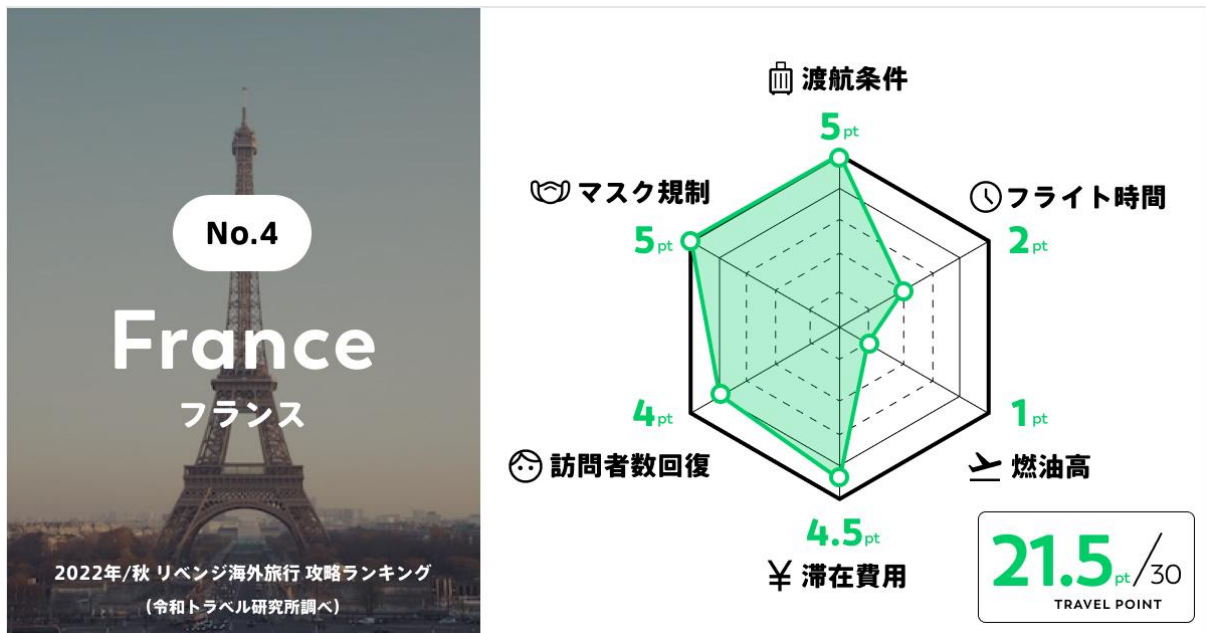 No.4
France
フランス
2022年/秋 リベンジ海外旅行 攻略ランキング
(令和トラベル研究所調べ)
渡航条件
5pt
フライト時間
2pt
1pt
燃油高
4.5pt
¥ 滞在費用
4pt
訪問者数回復
マスク規制
5pt
21.5pt/30
TRAVEL POINT